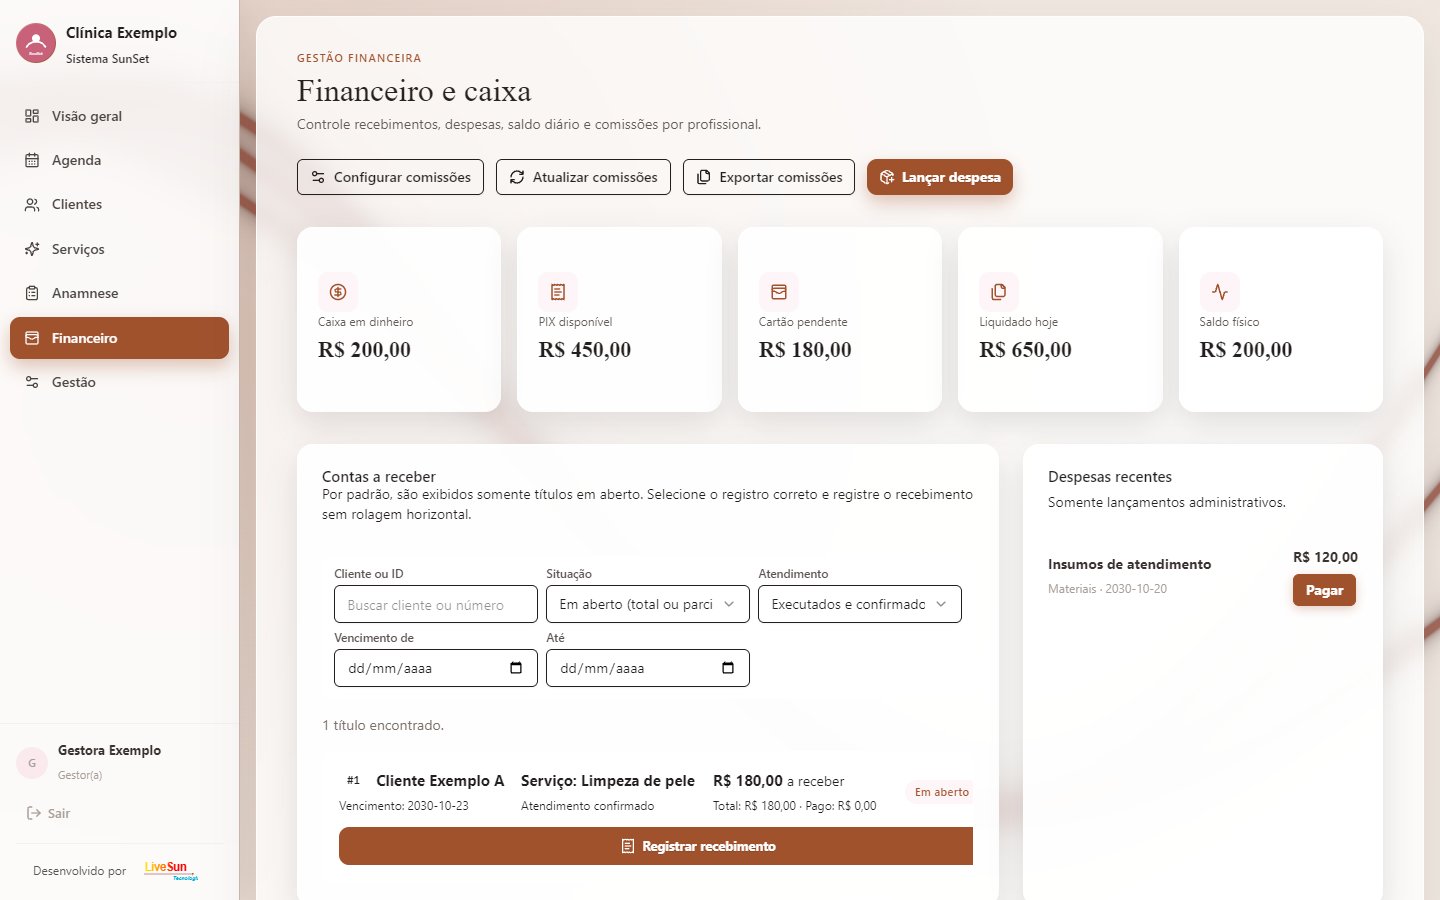 Clínica Exemplo
Sistema SunSet
Visão geral
Agenda
Clientes
Serviços
Anamnese
Financeiro
Gestão
G
Gestora Exemplo
Gestor(a)
Sair
Desenvolvido por
LiveSun
GESTÃO FINANCEIRA
Financeiro e caixa
Controle recebimentos, despesas, saldo diário e comissões por profissional.
Configurar comissões
Atualizar comissões
Exportar comissões
Lançar despesa
Caixa em dinheiro
R$ 200,00
PIX disponível
R$ 450,00
Cartão pendente
R$ 180,00
Liquidado hoje
R$ 650,00
Saldo físico
R$ 200,00
Contas a receber
Por padrão, são exibidos somente títulos em aberto. Selecione o registro correto e registre o recebimento
sem rolagem horizontal.
Cliente ou ID
Buscar cliente ou número
Situação
Em aberto (total ou parci
Atendimento
Executados e confirmado
Vencimento de
dd/mm/aaaa
Até
dd/mm/aaaa
1 título encontrado.
#1 Cliente Exemplo A
Vencimento: 2030-10-23
Serviço: Limpeza de pele
Atendimento confirmado
R$ 180,00 a receber
Total: R$ 180,00 · Pago: R$ 0,00
Em aberto
Registrar recebimento
Despesas recentes
Somente lançamentos administrativos.
Insumos de atendimento
Materiais · 2030-10-20
R$ 120,00
Pagar